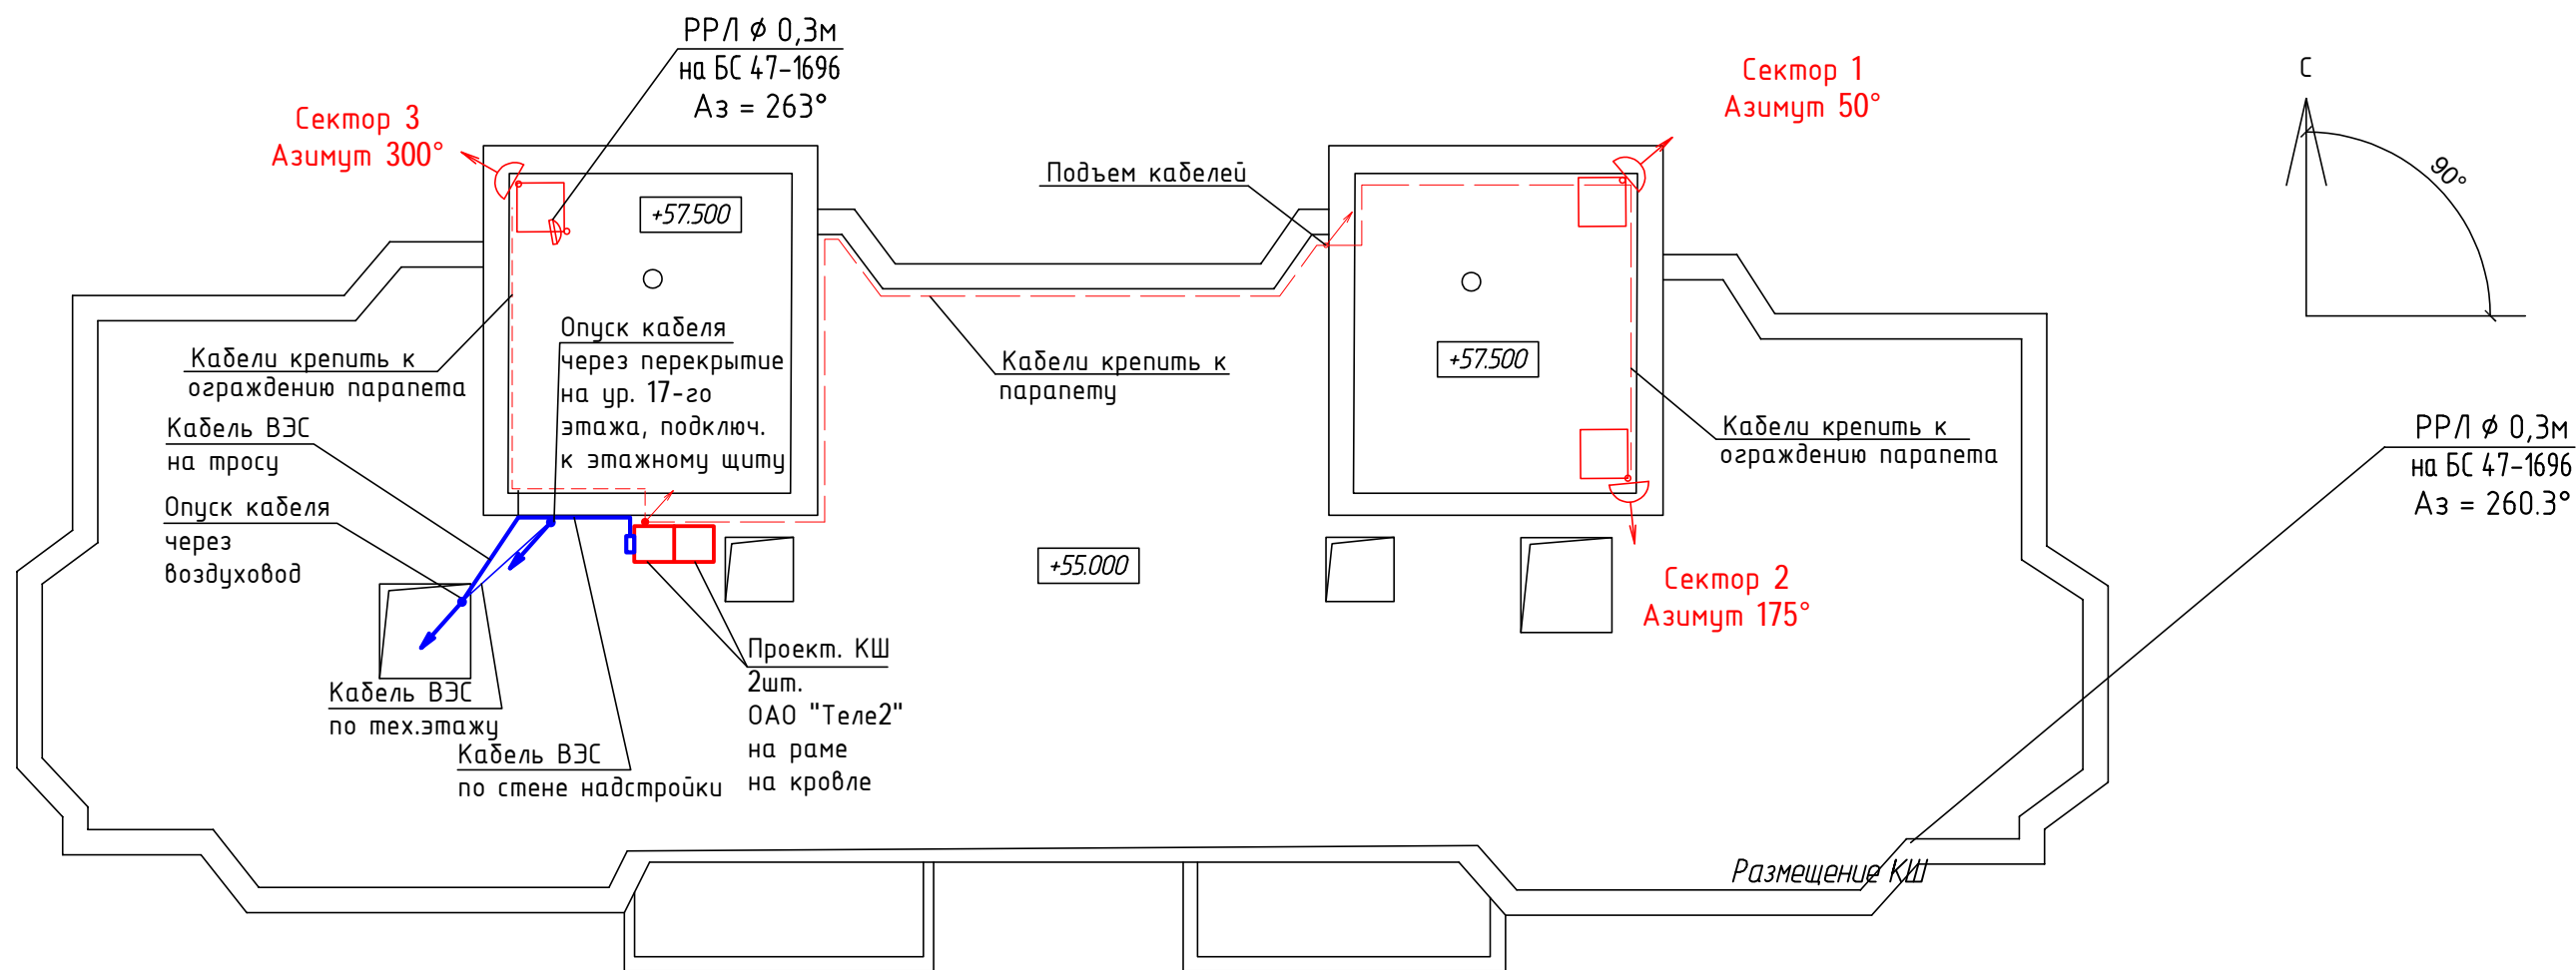 РРЛ ϕ 0,3м
на БС 47-1696
Аз = 263°
Сектор 3
Азимут 300°
Сектор 1
Азимут 50°
С
90°
Подъем кабелей
+57.500
Опуск кабеля
через перекрытие
на ур. 17-го
этажа, подключ.
к этажному щиту
Кабели крепить к
ограждению парапета
Кабели крепить к
парапету
+57.500
Кабели крепить к
ограждению парапета
РРЛ ϕ 0,3м
на БС 47-1696
Аз = 260.3°
Кабель ВЭС
на тросу
Опуск кабеля
через
воздуховод
+55.000
Сектор 2
Азимут 175°
Кабель ВЭС
по тех.этажу
Кабель ВЭС
по стене надстройки
Проект. КШ
2шт.
ОАО "Теле2"
на раме
на кровле
Размещение КШ